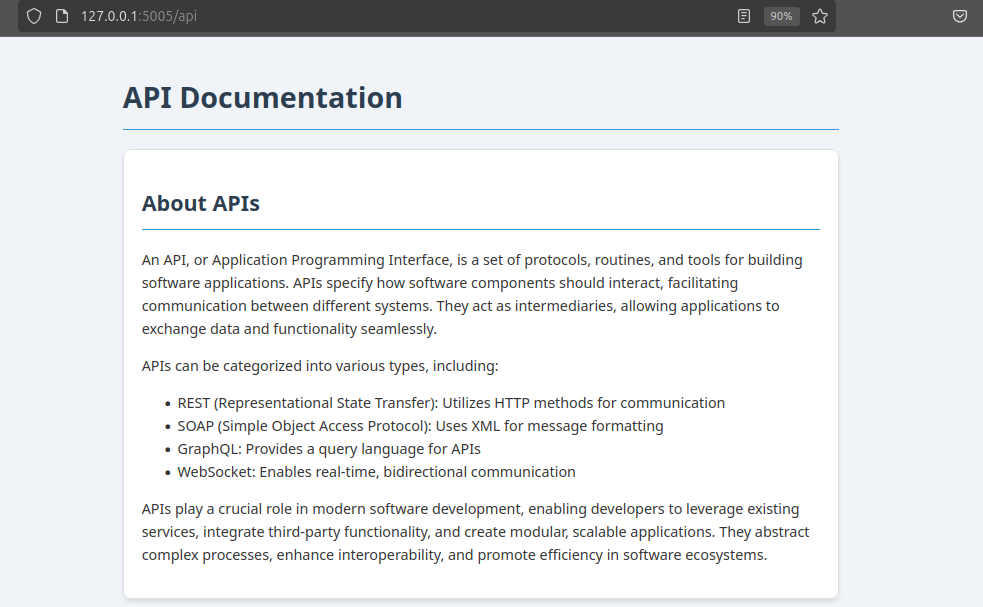 127.0.0.1:5005/api
90%
API Documentation
About APIs
An API, or Application Programming Interface, is a set of protocols, routines, and tools for building
software applications. APIs specify how software components should interact, facilitating
communication between different systems. They act as intermediaries, allowing applications to
exchange data and functionality seamlessly.
APIs can be categorized into various types, including:
• REST (Representational State Transfer): Utilizes HTTP methods for communication
• SOAP (Simple Object Access Protocol): Uses XML for message formatting
• GraphQL: Provides a query language for APIs
• WebSocket: Enables real-time, bidirectional communication
APIs play a crucial role in modern software development, enabling developers to leverage existing
services, integrate third-party functionality, and create modular, scalable applications. They abstract
complex processes, enhance interoperability, and promote efficiency in software ecosystems.